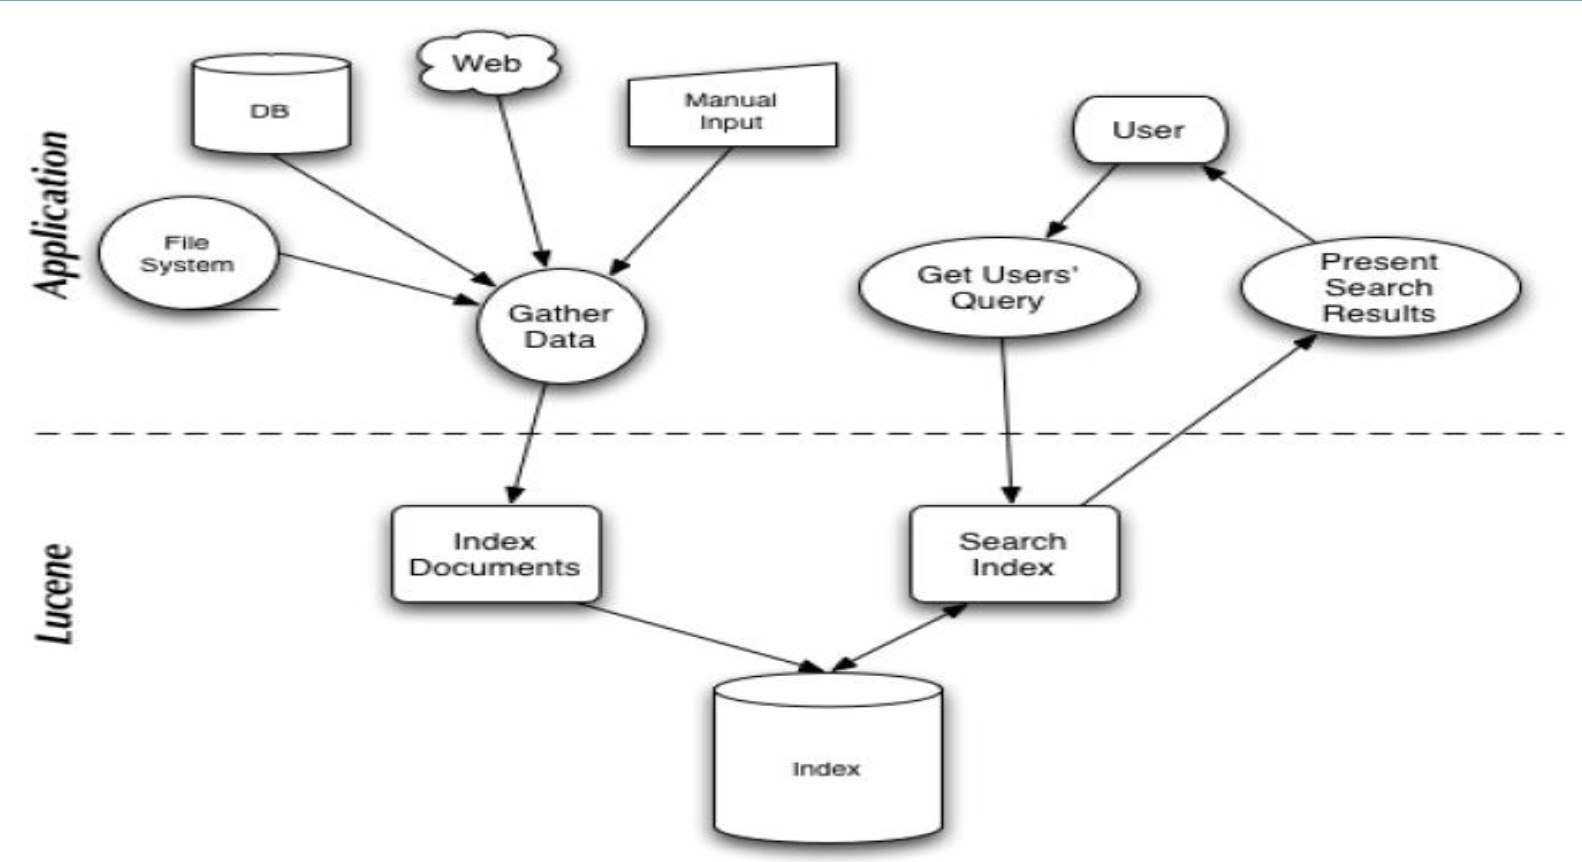 Application
DB
Web
Manual
Input
File
System
Gather
Data
User
Get Users'
Query
Present
Search
Results
Lucene
Index
Documents
Search
Index
Index